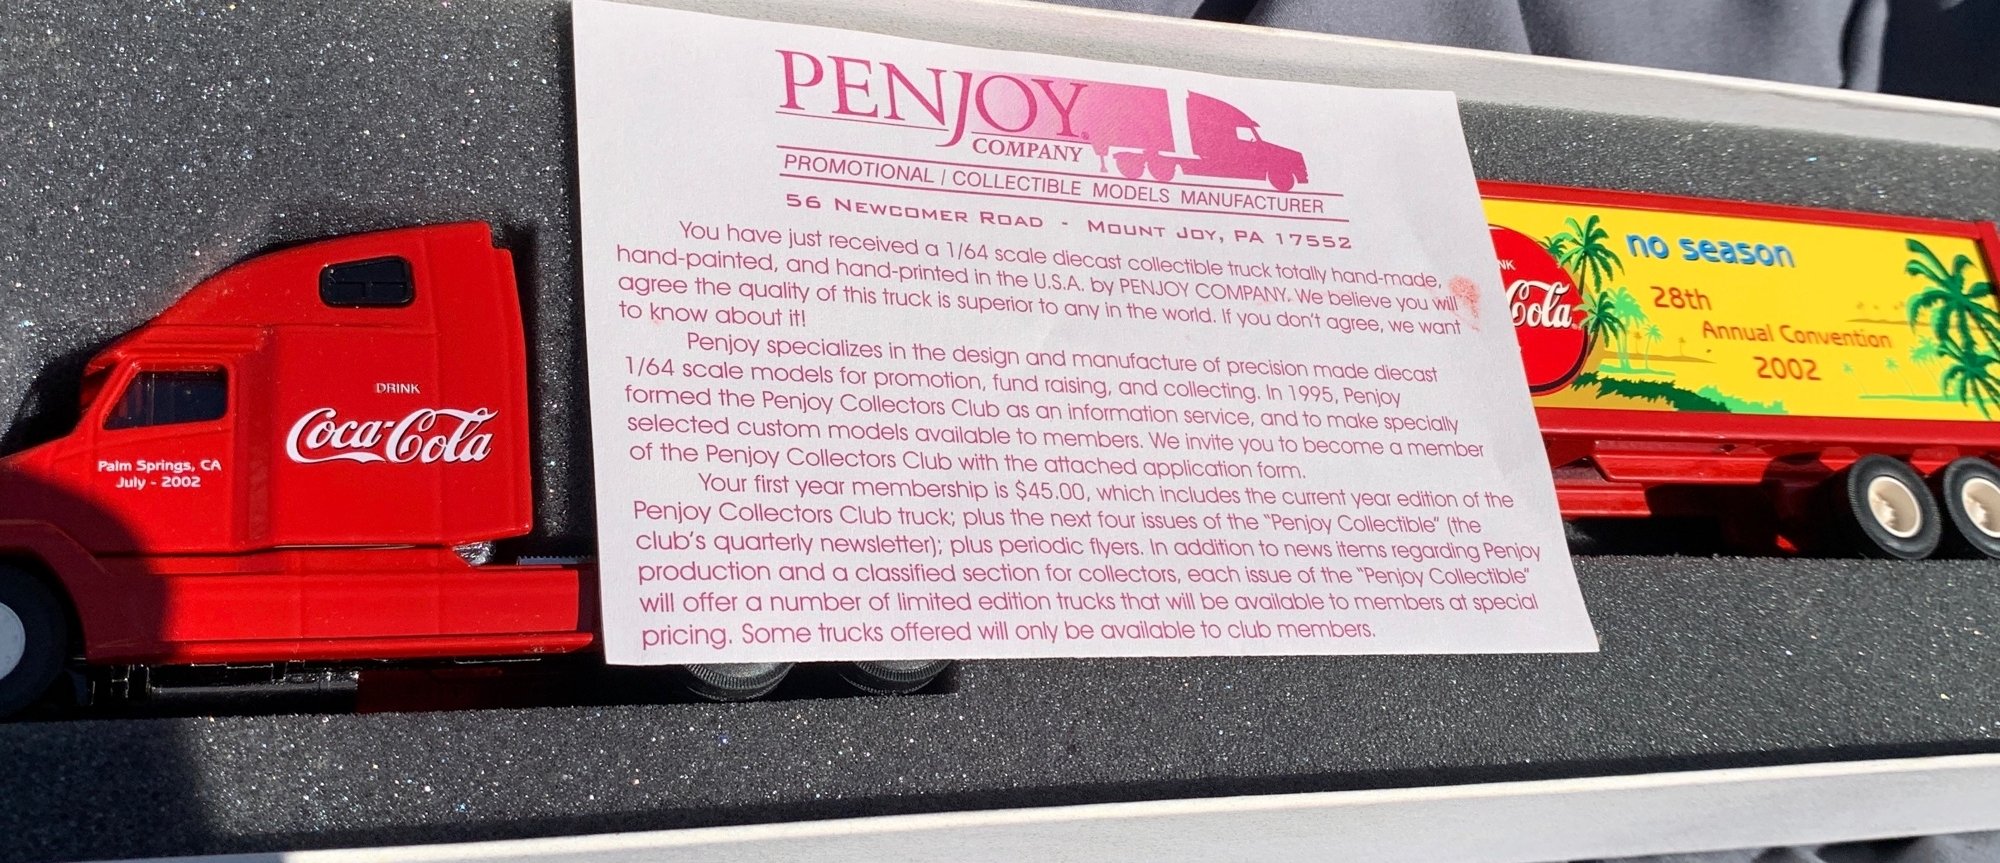 PENJOY®
COMPANY
PROMOTIONAL / COLLECTIBLE MODELS MANUFACTURER
56 NEWCOMER ROAD - MOUNT JOY, PA 17552
You have just received a 1/64 scale diecast collectible truck totally hand-made,
hand-painted, and hand-printed in the U.S.A. by PENJOY COMPANY. We believe you will
agree the quality of this truck is superior to any in the world. If you don't agree, we want
to know about it!
Penjoy specializes in the design and manufacture of precision made diecast
1/64 scale models for promotion, fund raising, and collecting. In 1995, Penjoy
formed the Penjoy Collectors Club as an information service, and to make specially
selected custom models available to members. We invite you to become a member
of the Penjoy Collectors Club with the attached application form.
Your first year membership is $45.00, which includes the current year edition of the
Penjoy Collectors Club truck; plus the next four issues of the "Penjoy Collectible" (the
club's quarterly newsletter); plus periodic flyers. In addition to news items regarding Penjoy
production and a classified section for collectors, each issue of the "Penjoy Collectible"
will offer a number of limited edition trucks that will be available to members at special
pricing. Some trucks offered will only be available to club members.
DRINK
Coca-Cola
Palm Springs, CA
July - 2002
NK
Cola
no season
28th
Annual Convention
2002